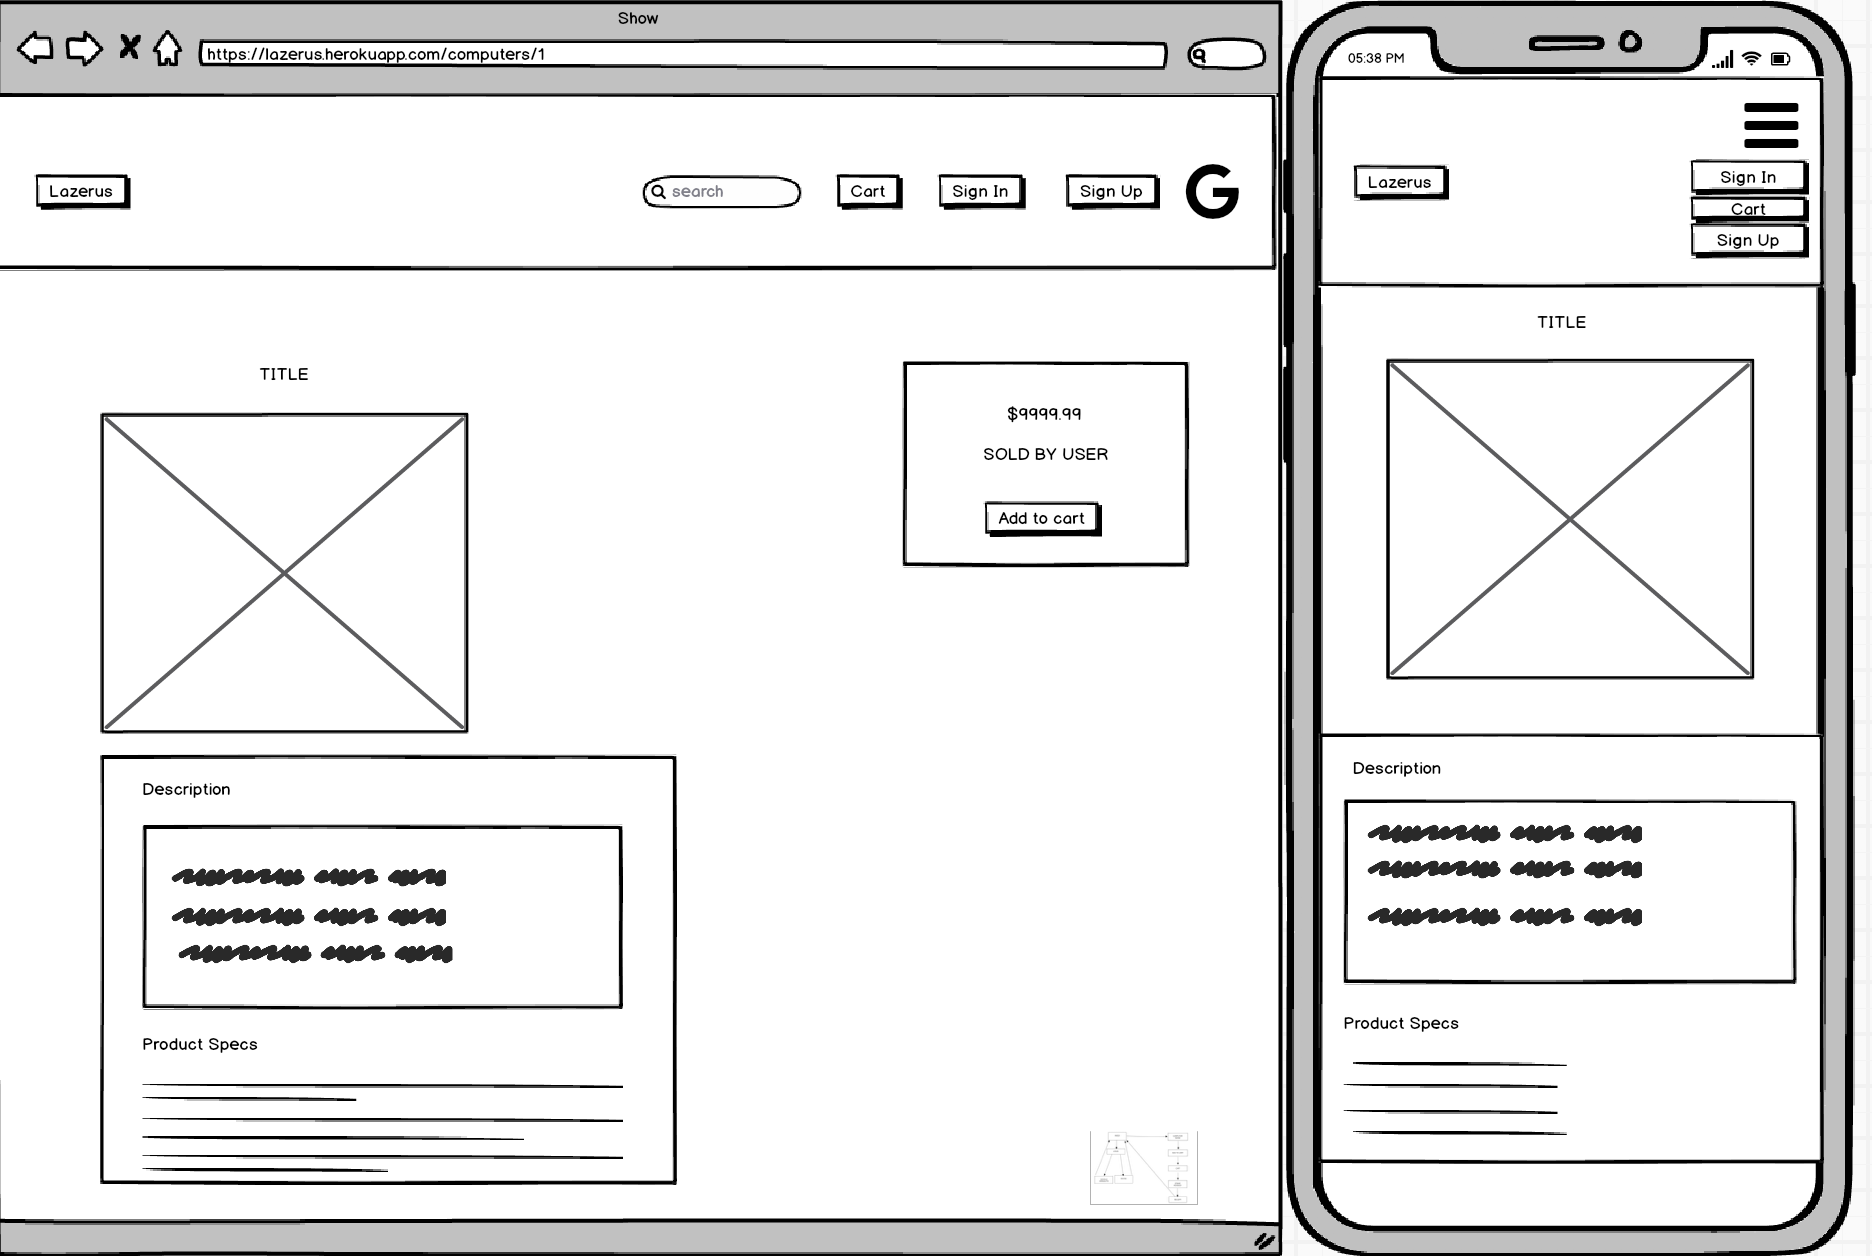 Show
https://lazerus.herokuapp.com/computers/1
Lazerus
search
Cart
Sign In
Sign Up
G
TITLE
$9999.99
SOLD BY USER
Add to cart
Description
Product Specs
05:38 PM
Lazerus
Sign In
Cart
Sign Up
TITLE
Description
Product Specs